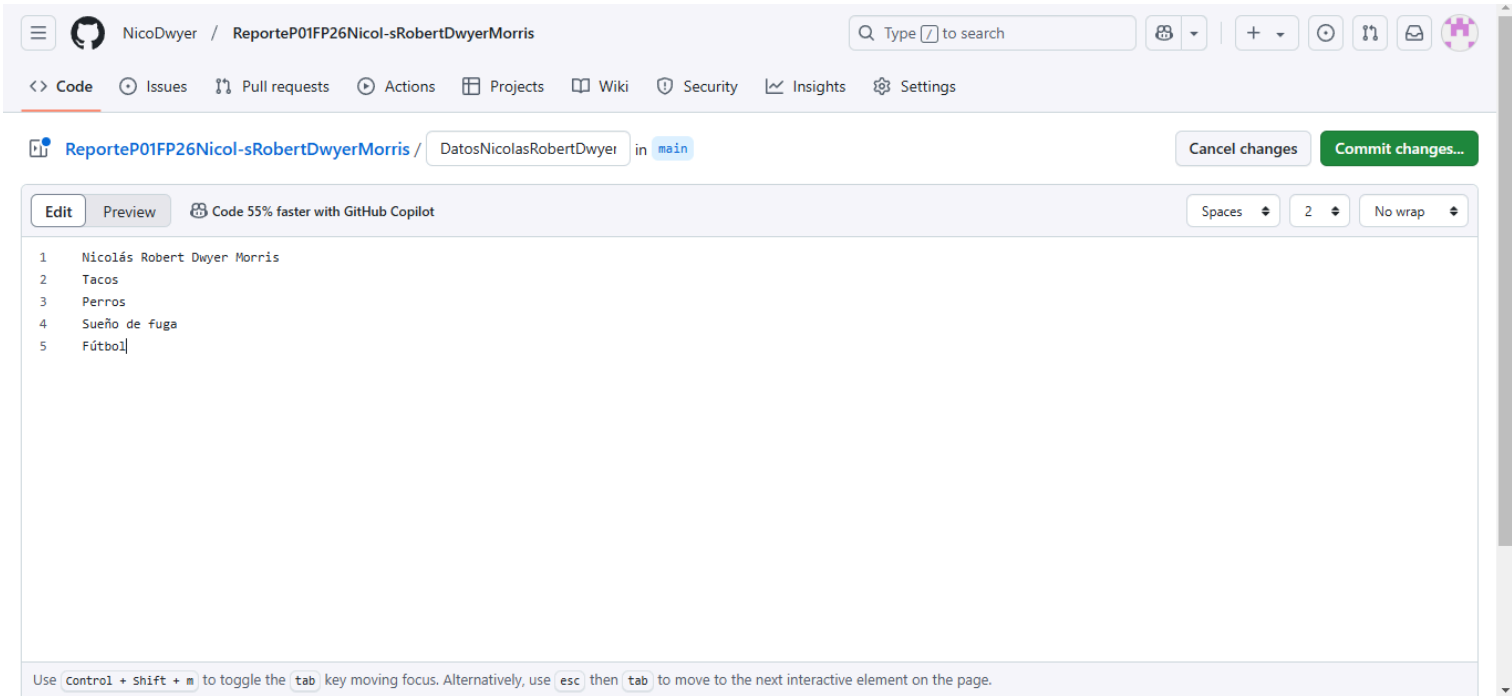 NicoDwyer / ReporteP01FP26Nicol-sRobertDwyerMorris
Type / to search
<> Code Issues Pull requests Actions Projects Wiki Security Insights Settings
ReporteP01FP26Nicol-sRobertDwyerMorris / DatosNicolasRobertDwyer in main
Cancel changes Commit changes...
Edit Preview Code 55% faster with GitHub Copilot
Spaces 2 No wrap
1 Nicolás Robert Dwyer Morris
2 Tacos
3 Perros
4 Sueño de fuga
5 Fútbol
Use Control + Shift + m to toggle the tab key moving focus. Alternatively, use esc then tab to move to the next interactive element on the page.